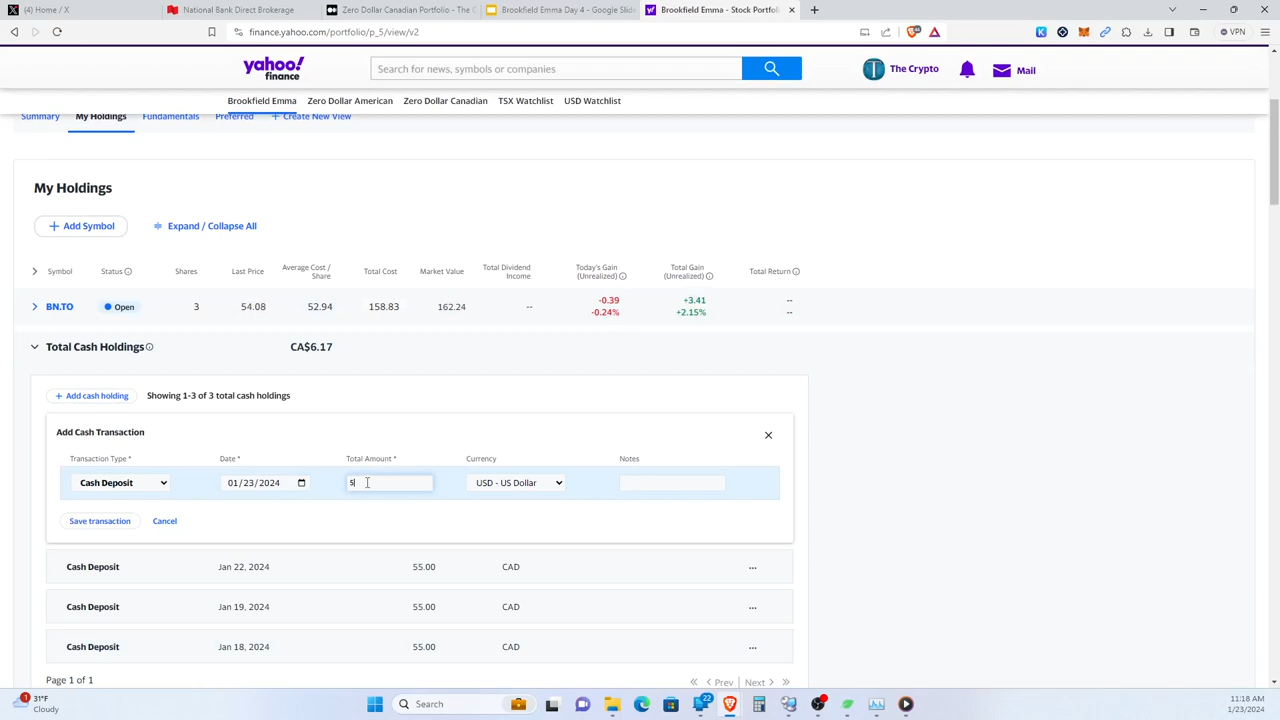 Home / X
National Bank Direct Brokerage
Zero Dollar Canadian Portfolio - The C
Brookfield Emma Day 4 - Google Slide
Brookfield Emma - Stock Portfol
finance.yahoo.com/portfolio/p_5/view/v2
VPN
yahoo!
finance
Search for news, symbols or companies
The Crypto
Mail
Brookfield Emma
Zero Dollar American
Zero Dollar Canadian
TSX Watchlist
USD Watchlist
Summary
My Holdings
Fundamentals
Preferred
+ Create New View
My Holdings
+ Add Symbol
Expand / Collapse All
Symbol
Status
Shares
Last Price
Average Cost /
Share
Total Cost
Market Value
Total Dividend
Income
Today's Gain
(Unrealized)
Total Gain
(Unrealized)
Total Return
BN.TO
Open
3
54.08
52.94
158.83
162.24
--
-0.39
-0.24%
+3.41
+2.15%
--
--
Total Cash Holdings
CA$6.17
+ Add cash holding
Showing 1-3 of 3 total cash holdings
Add Cash Transaction
Transaction Type *
Date *
Total Amount *
Currency
Notes
Cash Deposit
01/23/2024
5
USD - US Dollar
Save transaction
Cancel
Cash Deposit
Jan 22, 2024
55.00
CAD
...
Cash Deposit
Jan 19, 2024
55.00
CAD
...
Cash Deposit
Jan 18, 2024
55.00
CAD
...
Page 1 of 1
Prev
Next
1
31°F
Cloudy
Search
22
11:18 AM
1/23/2024